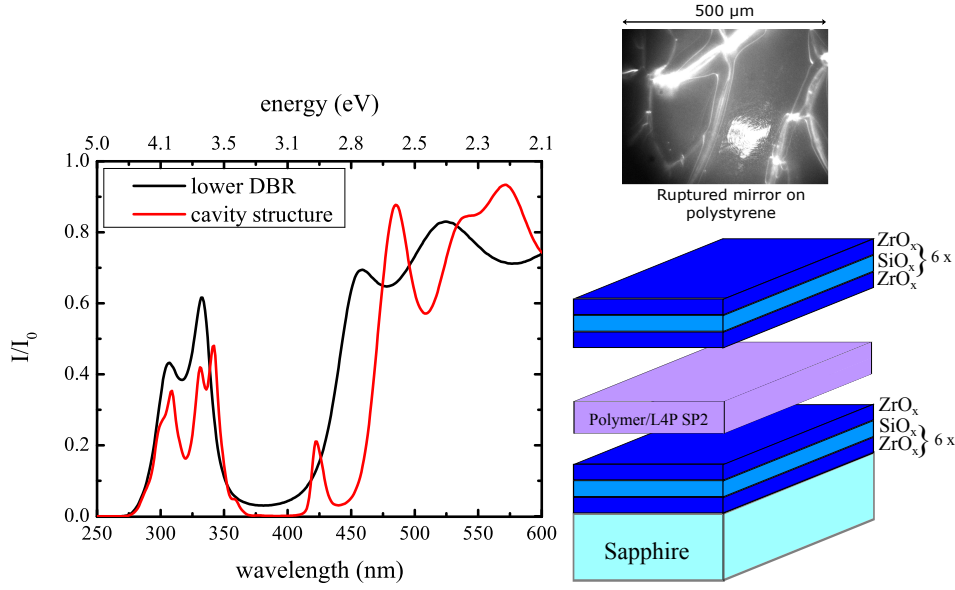 500 µm
Ruptured mirror on
polystyrene
energy (eV)
5.0 4.1 3.5 3.1 2.8 2.5 2.3 2.1
1.0
0.8
0.6
0.4
0.2
0.0
I/I0
lower DBR
cavity structure
250 300 350 400 450 500 550 600
wavelength (nm)
ZrOx
SiOx } 6 x
ZrOx
Polymer/L4P SP2
ZrOx
SiOx } 6 x
ZrOx
Sapphire